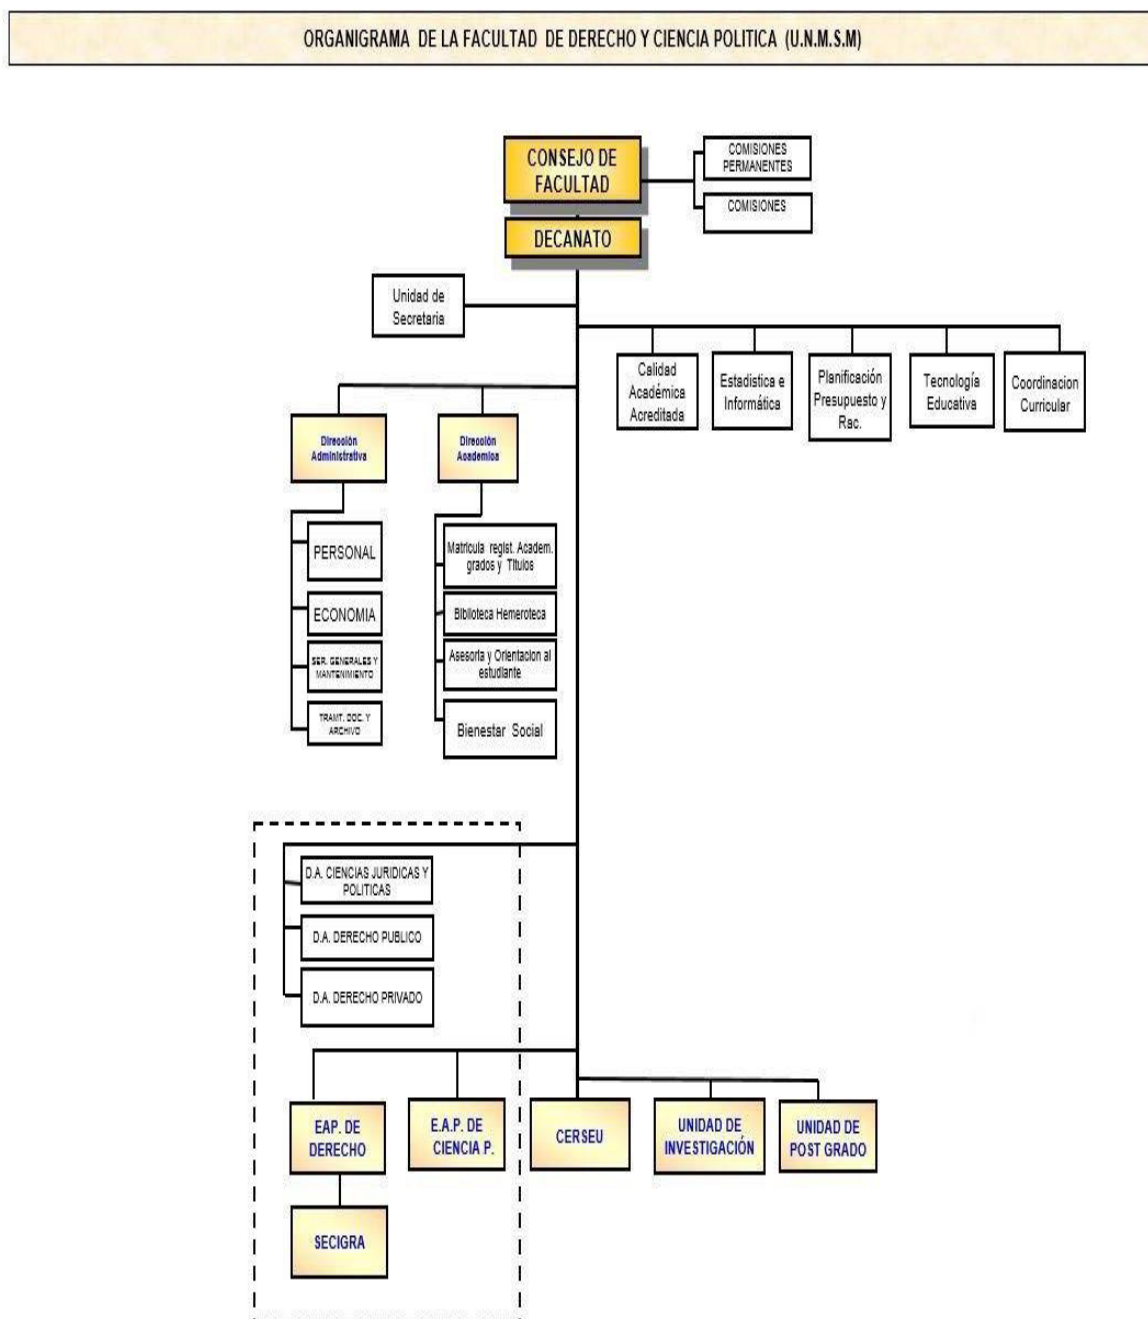 ORGANIGRAMA DE LA FACULTAD DE DERECHO Y CIENCIA POLITICA (U.N.M.S.M)
CONSEJO DE
FACULTAD
COMISIONES
PERMANENTES
COMISIONES
DECANATO
Unidad de
Secretaria
Calidad
Académica
Acreditada
Estadistica e
Informática
Planificación
Presupuesto y
Rac.
Tecnología
Educativa
Coordinacion
Curricular
Dirección
Administrativa
Dirección
Academica
PERSONAL
ECONOMIA
SER. GENERALES Y
MANTENIMIENTO
TRAMT. DOC. Y
ARCHIVO
Matricula regist. Academ.
grados y Titulos
Biblioteca Hemeroteca
Asesoria y Orientacion al
estudiante
Bienestar Social
D.A. CIENCIAS JURIDICAS Y
POLITICAS
D.A. DERECHO PUBLICO
D.A. DERECHO PRIVADO
EAP. DE
DERECHO
E.A.P. DE
CIENCIA P.
CERSEU
UNIDAD DE
INVESTIGACIÓN
UNIDAD DE
POST GRADO
SECIGRA